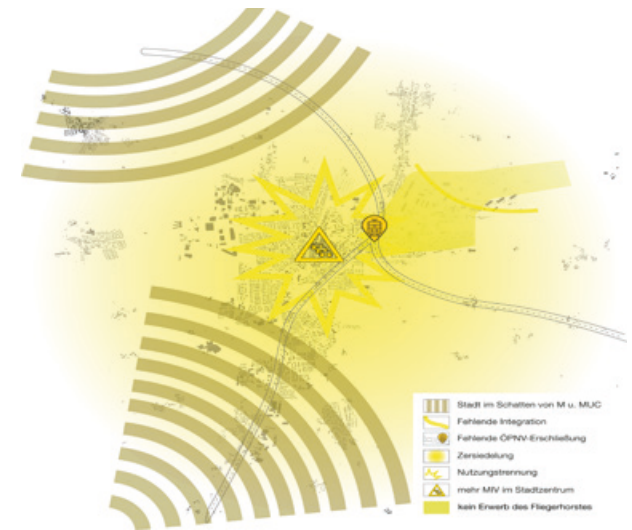 Stadt im Schatten von M u. MUC
Fehlende Integration
Fehlende ÖPNV-Erschließung
Zersiedelung
Nutzungstrennung
mehr MIV im Stadtzentrum
kein Erwerb des Fliegerhorstes